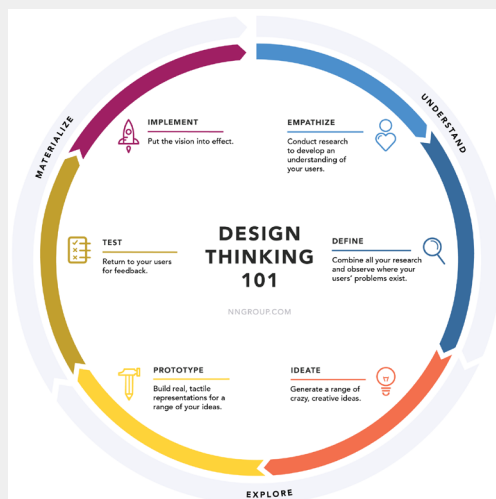 DESIGN
THINKING
101
NNGROUP.COM
UNDERSTAND
EMPATHIZE
Conduct research
to develop an
understanding of
your users.
DEFINE
Combine all your research
and observe where your
users' problems exist.
EXPLORE
IDEATE
Generate a range of
crazy, creative ideas.
PROTOTYPE
Build real, tactile
representations for a
range of your ideas.
MATERIALIZE
TEST
Return to your users
for feedback.
IMPLEMENT
Put the vision into effect.